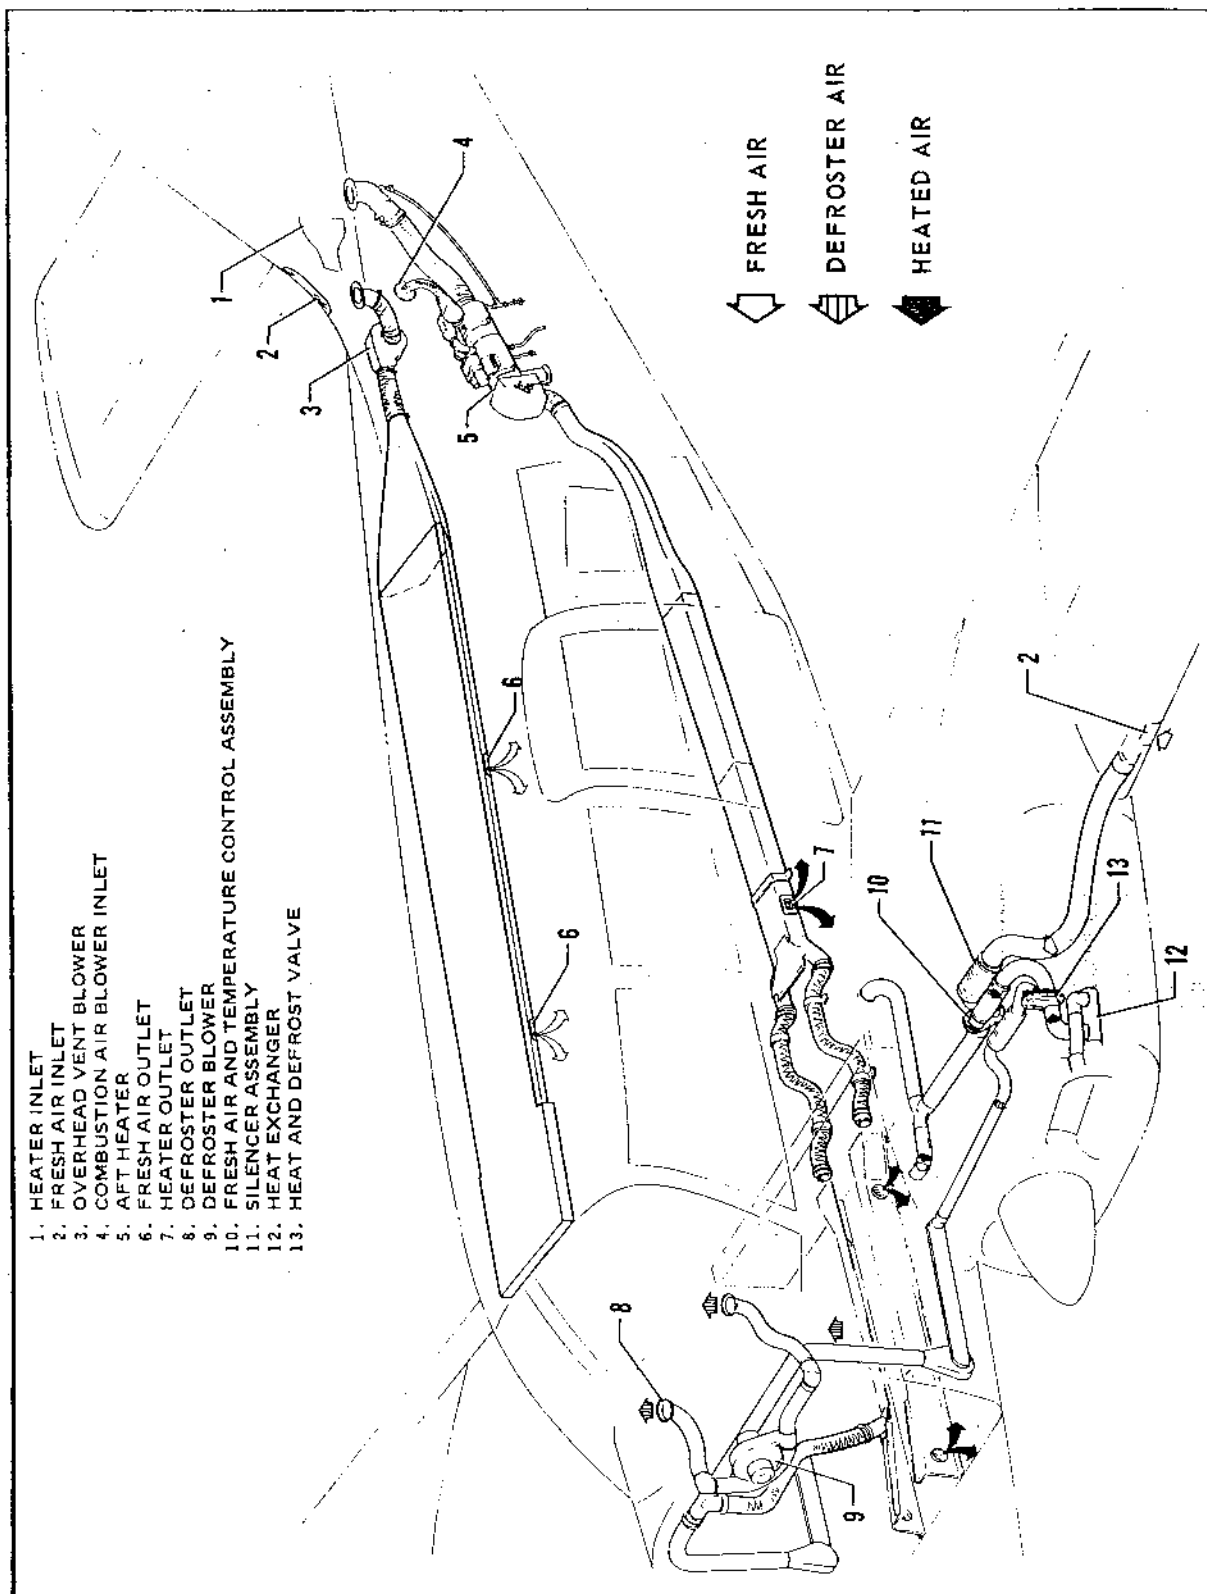 1. HEATER INLET
2. FRESH AIR INLET
3. OVERHEAD VENT BLOWER
4. COMBUSTION AIR BLOWER INLET
5. AFT HEATER
6. FRESH AIR OUTLET
7. HEATER OUTLET
8. DEFROSTER OUTLET
9. DEFROSTER BLOWER
10. FRESH AIR AND TEMPERATURE CONTROL ASSEMBLY
11. SILENCER ASSEMBLY
12. HEAT EXCHANGER
13. HEAT AND DEFROST VALVE
1
2
3
4
5
6
6
7
8
9
10
11
12
13
2
FRESH AIR
DEFROSTER AIR
HEATED AIR